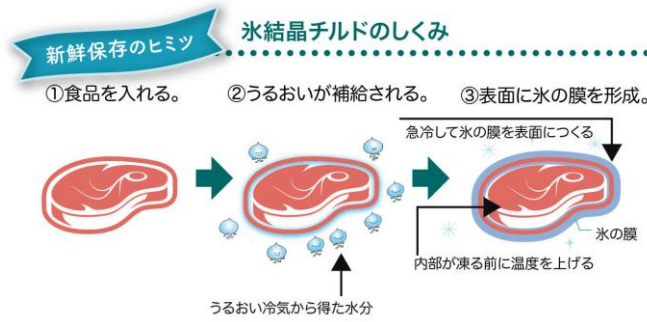 新鮮保存のヒミツ
氷結晶チルドのしくみ
①食品を入れる。
②うるおいが補給される。
③表面に氷の膜を形成。
急冷して氷の膜を表面につくる
氷の膜
内部が凍る前に温度を上げる
うるおい冷気から得た水分